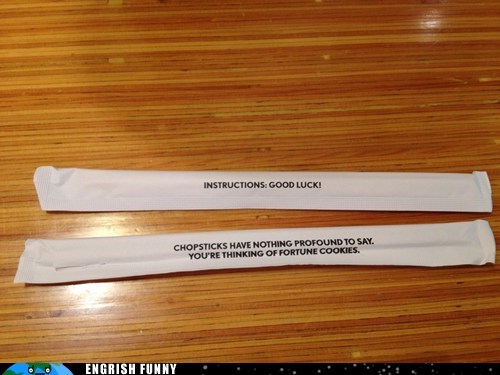 INSTRUCTIONS: GOOD LUCK!
CHOPSTICKS HAVE NOTHING PROFOUND TO SAY.
YOU'RE THINKING OF FORTUNE COOKIES.
ENGRISH FUNNY